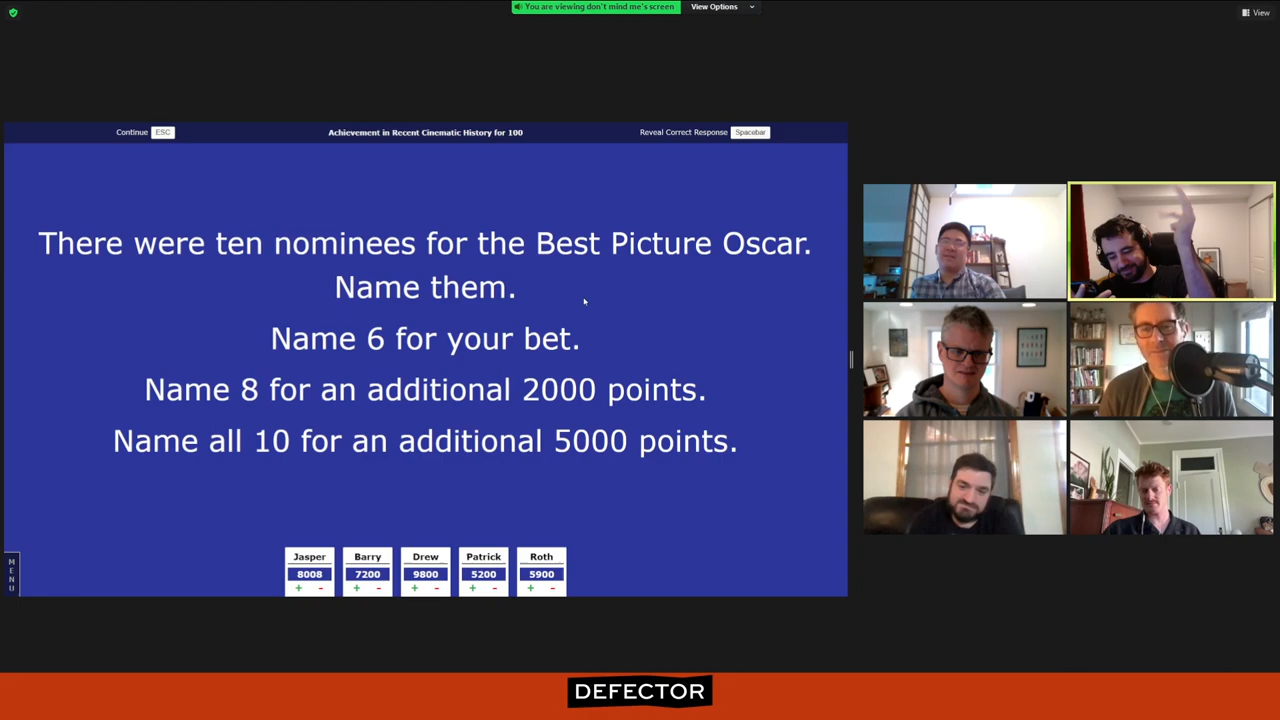 You are viewing don't mind me's screen
View Options
View
Continue ESC
Achievement in Recent Cinematic History for 100
Reveal Correct Response Spacebar
There were ten nominees for the Best Picture Oscar.
Name them.
Name 6 for your bet.
Name 8 for an additional 2000 points.
Name all 10 for an additional 5000 points.
MENU
Jasper Barry Drew Patrick Roth
8008 7200 9800 5200 5900
+ - + - + - + - + -
DEFECTOR